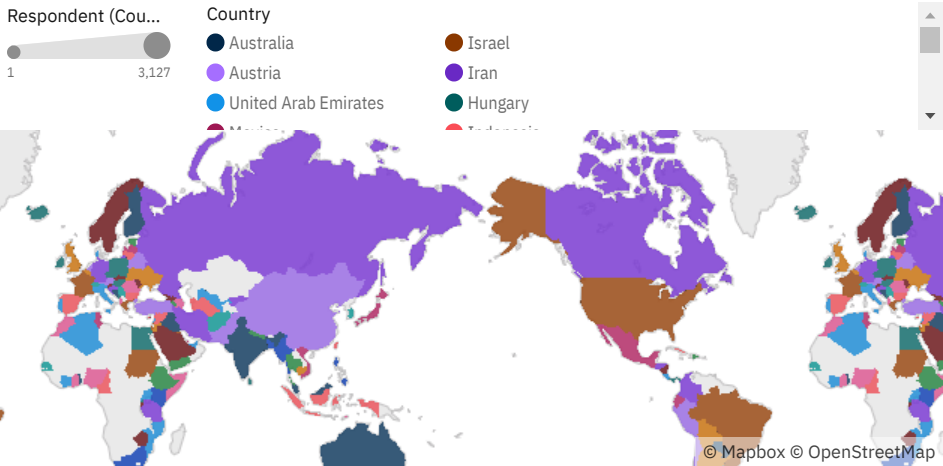 Respondent (Cou...
1
3,127
Country
Australia
Israel
Austria
Iran
United Arab Emirates
Hungary
© Mapbox © OpenStreetMap